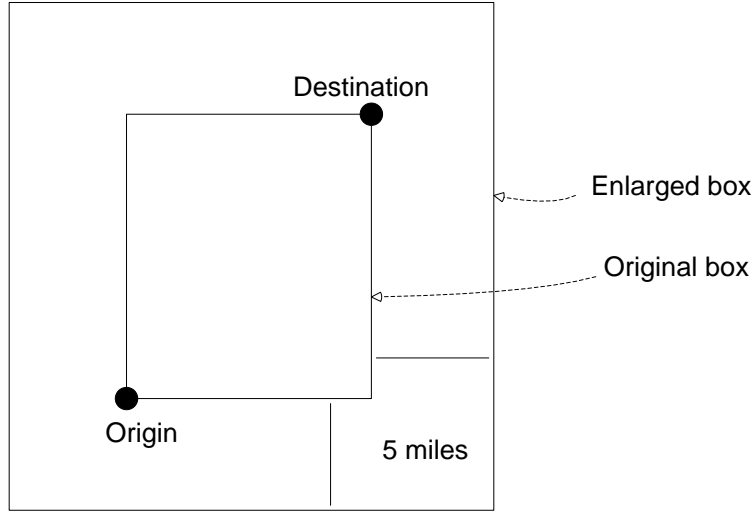 Destination
Enlarged box
Original box
Origin
5 miles